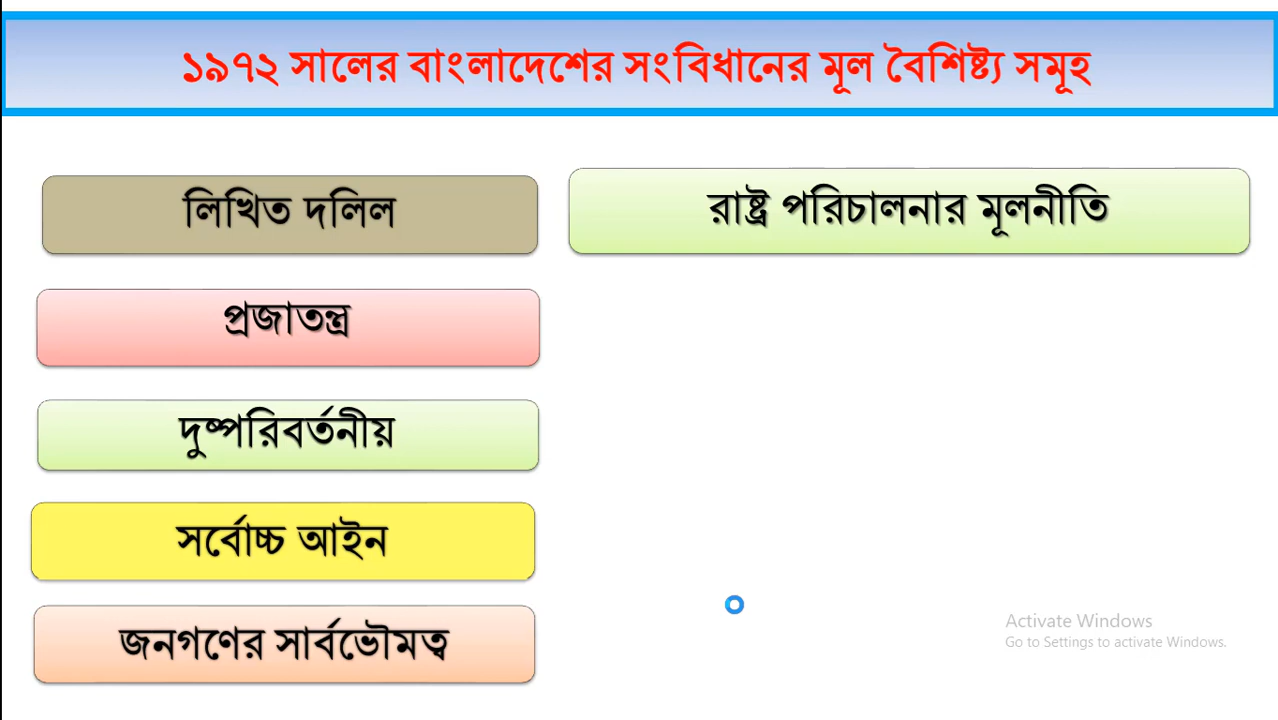 ১৯৭২ সালের বাংলাদেশের সংবিধানের মূল বৈশিষ্ট্য সমূহ
লিখিত দলিল
প্রজাতন্ত্র
দুষ্পরিবর্তনীয়
সর্বোচ্চ আইন
জনগণের সার্বভৌমত্ব
রাষ্ট্র পরিচালনার মূলনীতি
Activate Windows
Go to Settings to activate Windows.